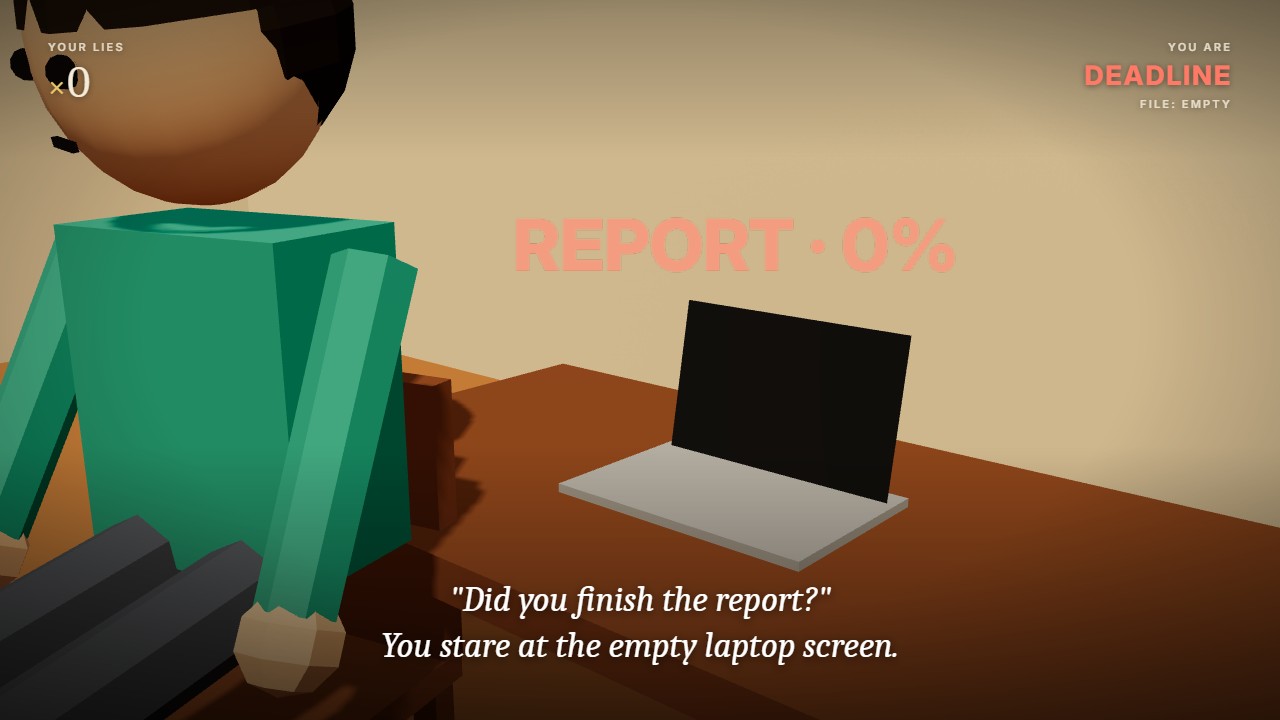 YOUR LIES
×0
YOU ARE
DEADLINE
FILE: EMPTY
REPORT · 0%
"Did you finish the report?"
You stare at the empty laptop screen.